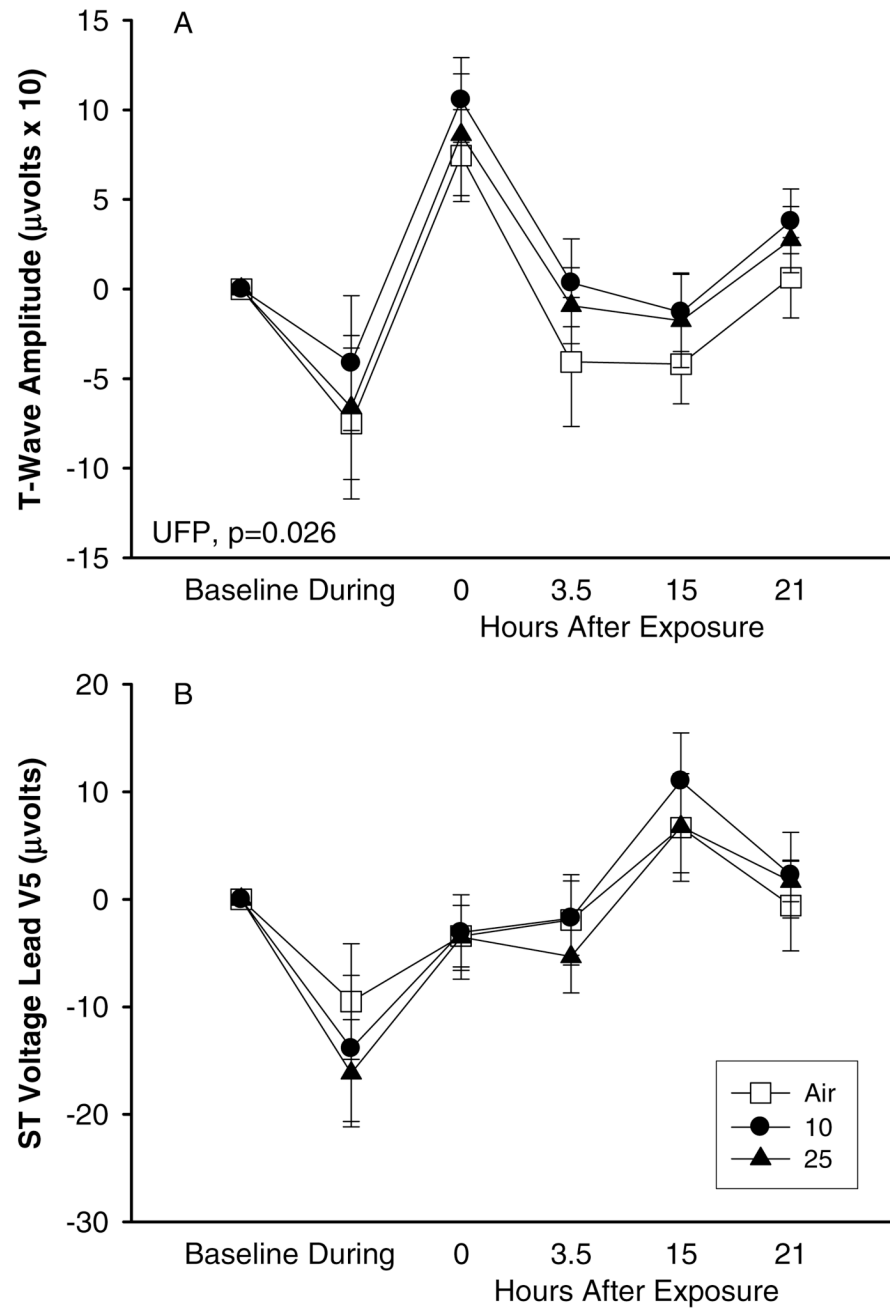 A
15
10
5
0
-5
-10
-15
T-Wave Amplitude (μvolts x 10)
UFP, p=0.026
Baseline During 0 3.5 15 21
Hours After Exposure
B
20
10
0
-10
-20
-30
ST Voltage Lead V5 (μvolts)
Air
10
25
Baseline During 0 3.5 15 21
Hours After Exposure